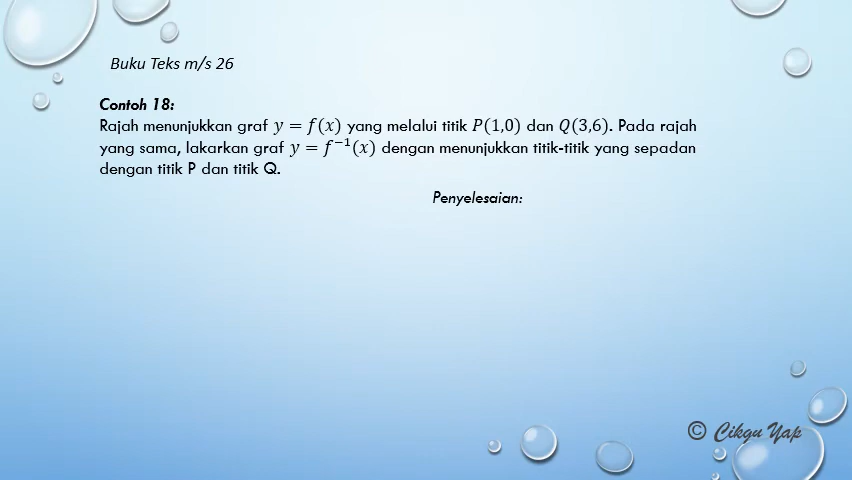 Buku Teks m/s 26
Contoh 18:
Rajah menunjukkan graf y = f(x) yang melalui titik P(1,0) dan Q(3,6). Pada rajah
yang sama, lakarkan graf y = f⁻¹(x) dengan menunjukkan titik-titik yang sepadan
dengan titik P dan titik Q.
Penyelesaian:
© Cikgu Yap